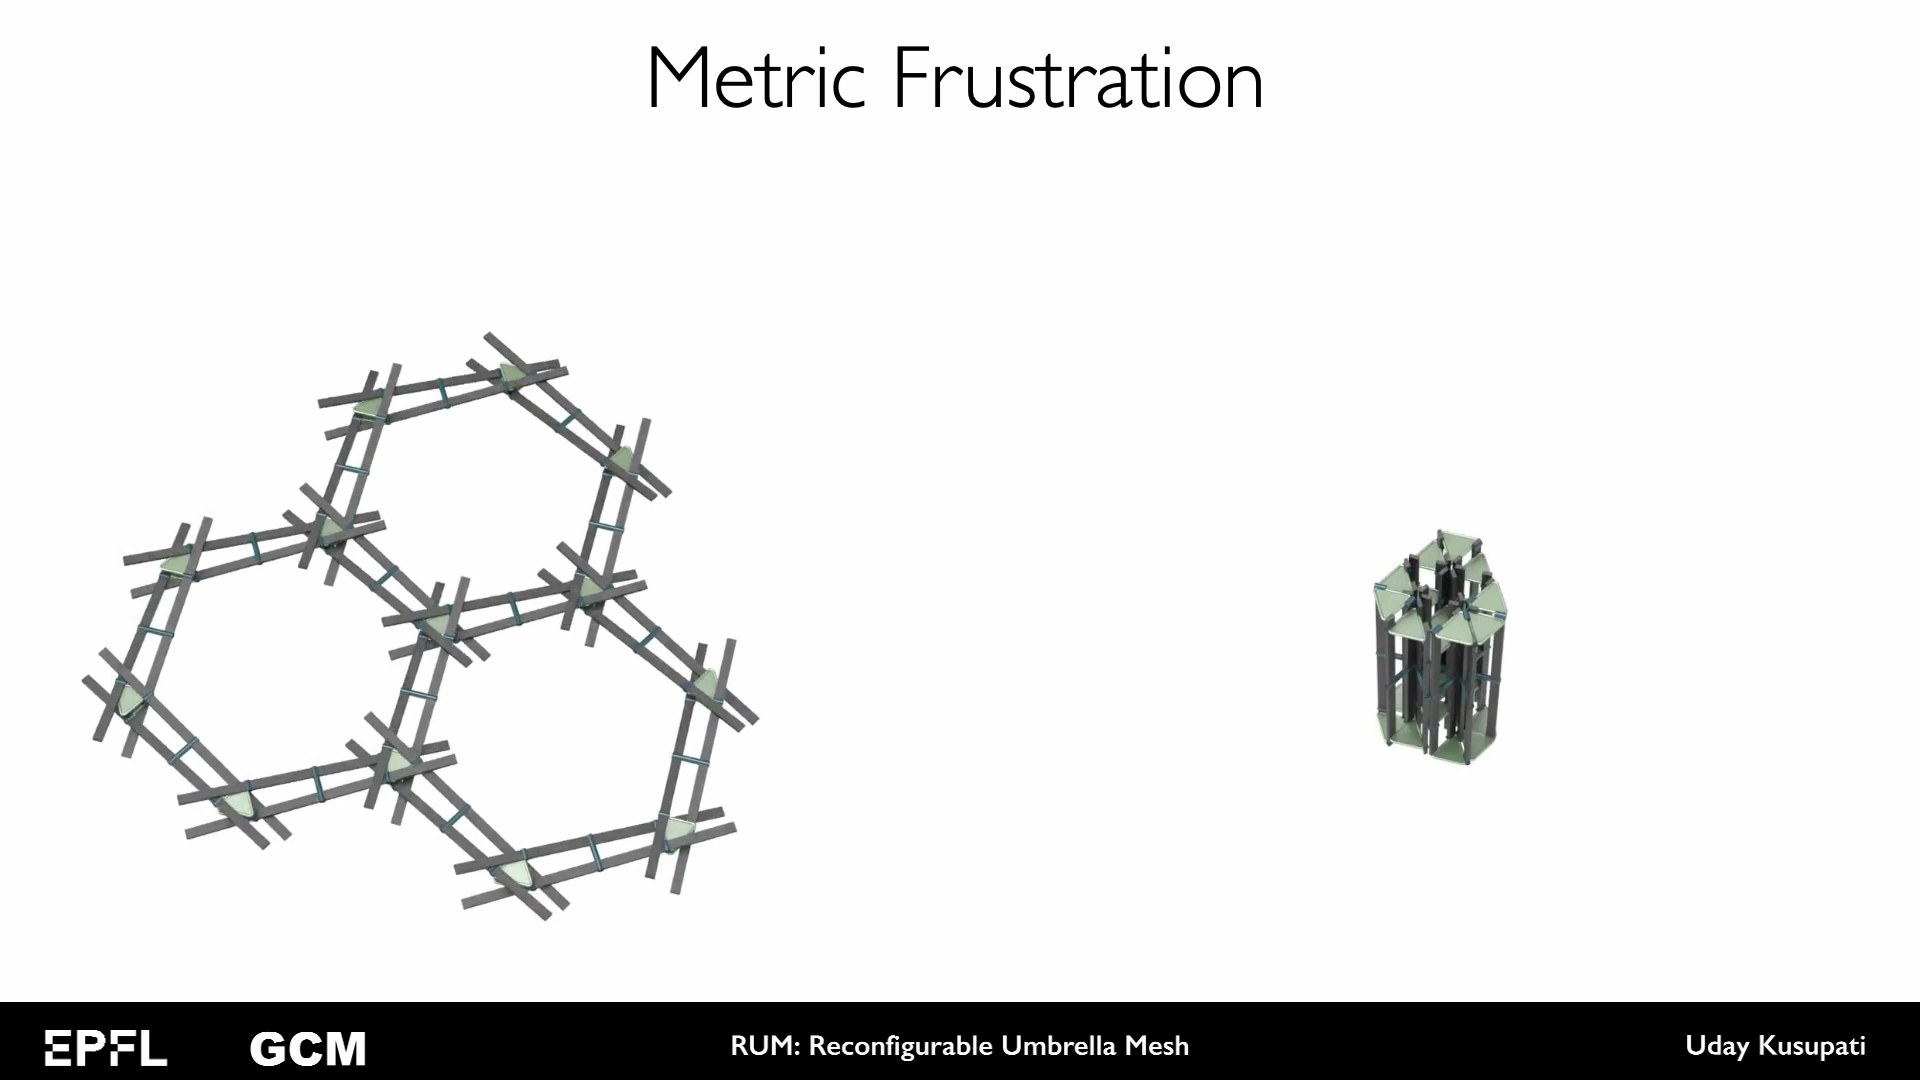 Metric Frustration
EPFL
GCM
RUM: Reconfigurable Umbrella Mesh
Uday Kusupati